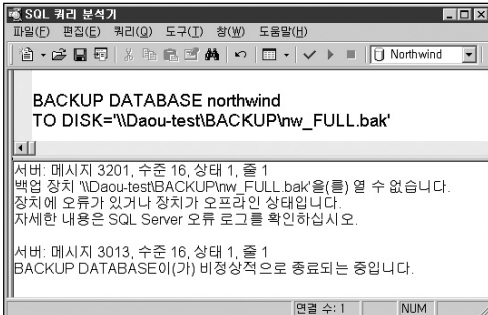 SQL 쿼리 분석기
파일(F) 편집(E) 쿼리(Q) 도구(T) 창(W) 도움말(H)
Northwind
BACKUP DATABASE northwind
TO DISK='\\Daou-test\BACKUP\nw_FULL.bak'
서버: 메시지 3201, 수준 16, 상태 1, 줄 1
백업 장치 '\\Daou-test\BACKUP\nw_FULL.bak'을(를) 열 수 없습니다.
장치에 오류가 있거나 장치가 오프라인 상태입니다.
자세한 내용은 SQL Server 오류 로그를 확인하십시오.
서버: 메시지 3013, 수준 16, 상태 1, 줄 1
BACKUP DATABASE이(가) 비정상적으로 종료되는 중입니다.
연결 수: 1 NUM